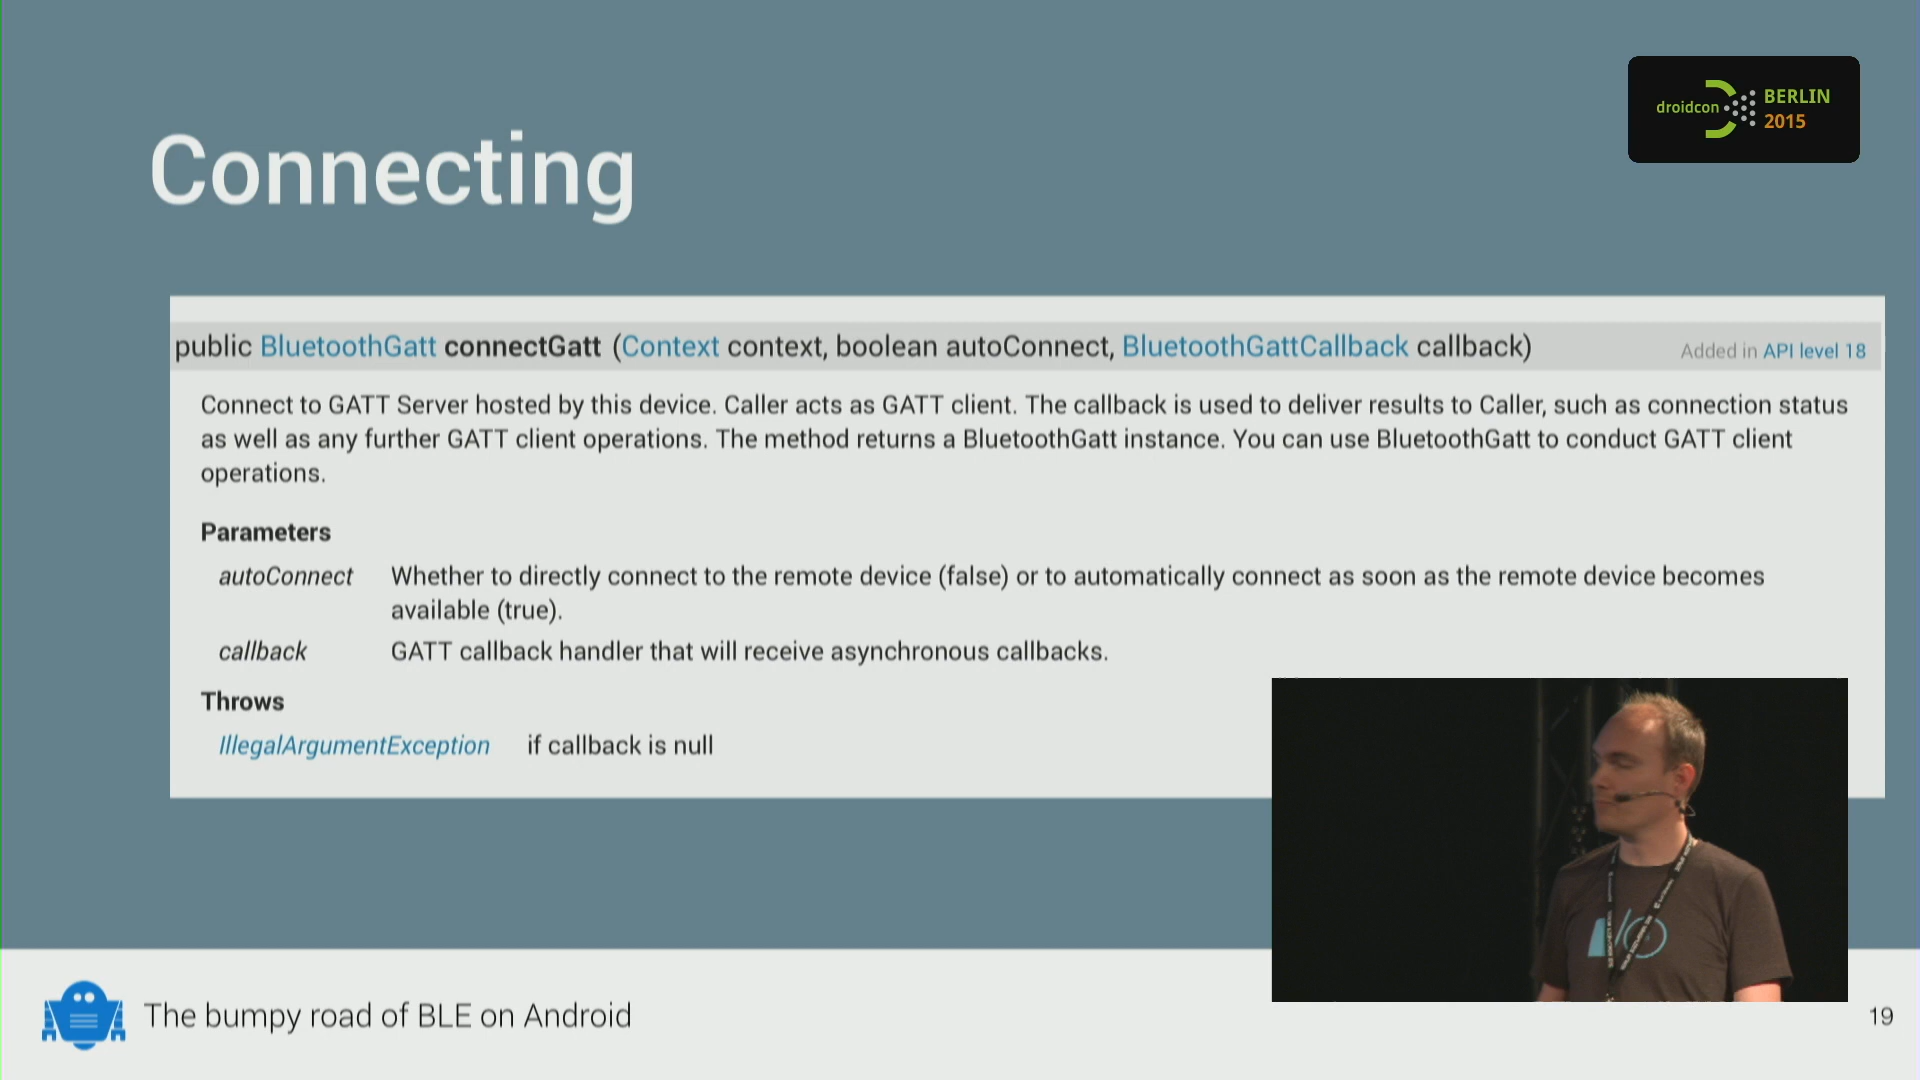 droidcon
BERLIN
2015
Connecting
public BluetoothGatt connectGatt (Context context, boolean autoConnect, BluetoothGattCallback callback)
Added in API level 18
Connect to GATT Server hosted by this device. Caller acts as GATT client. The callback is used to deliver results to Caller, such as connection status
as well as any further GATT client operations. The method returns a BluetoothGatt instance. You can use BluetoothGatt to conduct GATT client
operations.
Parameters
autoConnect Whether to directly connect to the remote device (false) or to automatically connect as soon as the remote device becomes
available (true).
callback GATT callback handler that will receive asynchronous callbacks.
Throws
IllegalArgumentException if callback is null
I/O
The bumpy road of BLE on Android
19